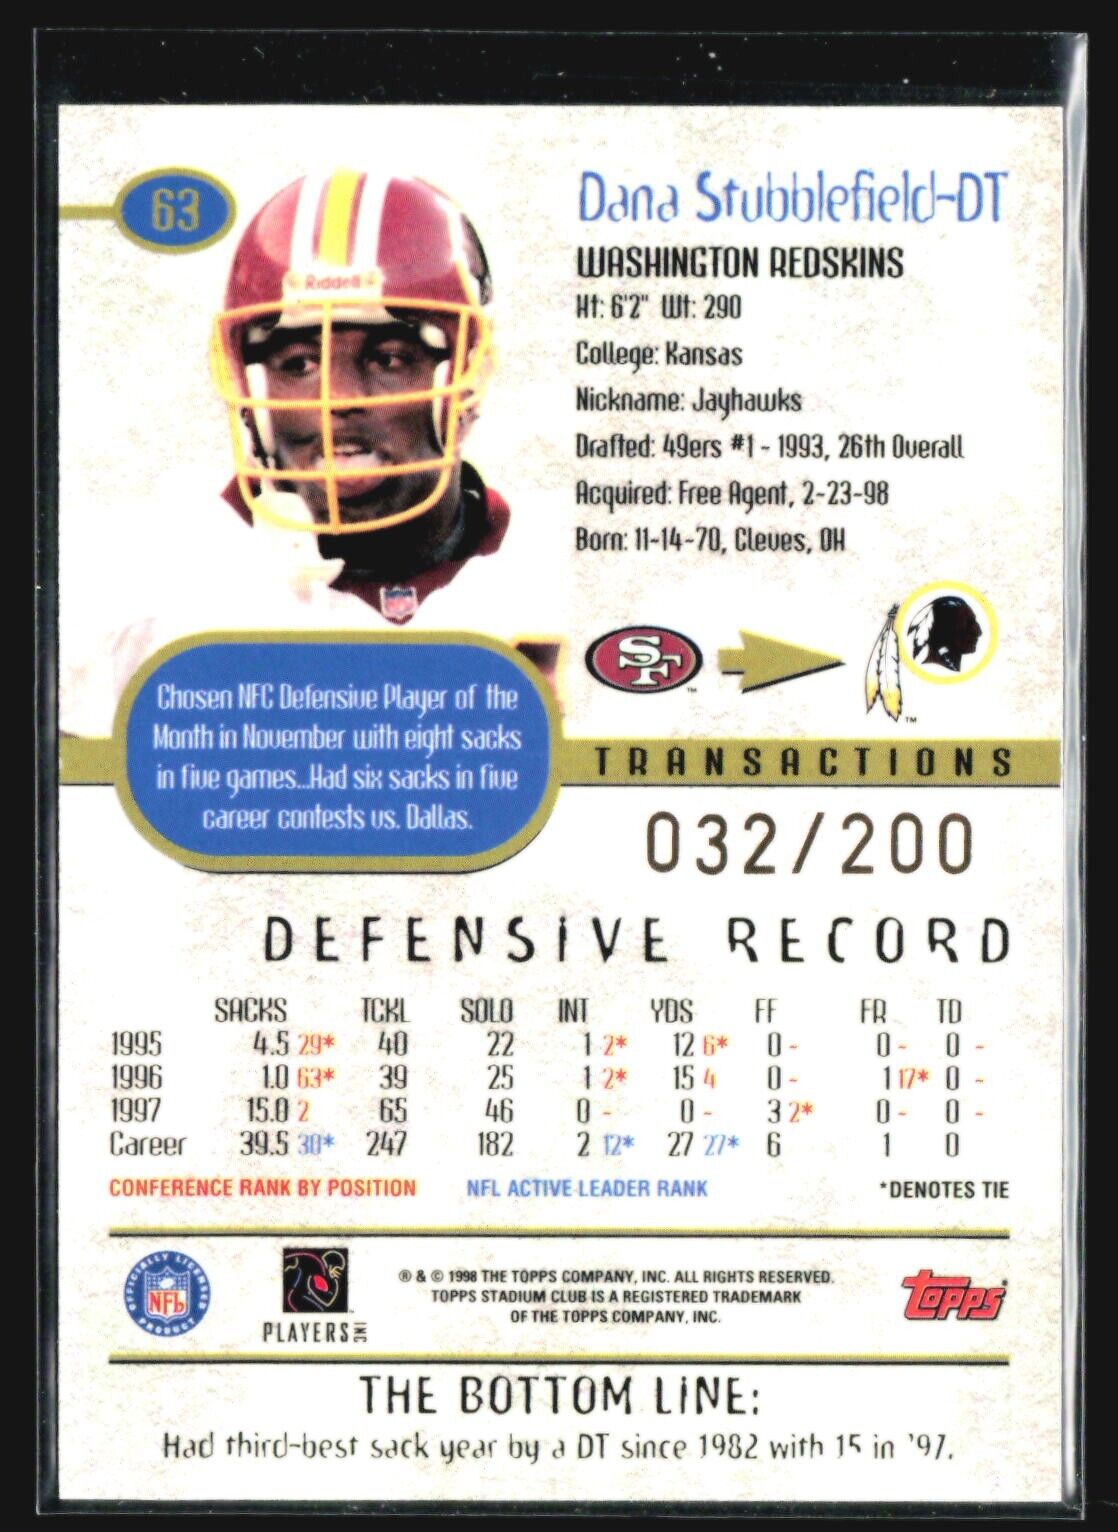 63
Dana Stubblefield-DT
WASHINGTON REDSKINS
Ht: 6'2" Wt: 290
College: Kansas
Nickname: Jayhawks
Drafted: 49ers #1 - 1993, 26th Overall
Acquired: Free Agent, 2-23-98
Born: 11-14-70, Cleves, OH
Riddell
SF
TM
TM
Chosen NFC Defensive Player of the
Month in November with eight sacks
in five games...Had six sacks in five
career contests vs. Dallas.
TRANSACTIONS
032/200
DEFENSIVE RECORD
SACKS TCKL SOLO INT YDS FF FR TD
1995 4.5 29* 40 22 1 2* 12 6* 0 - 0 - 0 -
1996 1.0 63* 39 25 1 2* 15 4 0 - 1 17* 0 -
1997 15.0 2 65 46 0 - 0 - 3 2* 0 - 0 -
Career 39.5 30* 247 182 2 12* 27 27* 6 1 0
CONFERENCE RANK BY POSITION NFL ACTIVE LEADER RANK *DENOTES TIE
OFFICIALLY LICENSED
NFL
PRODUCT
PLAYERS INC
® & © 1998 THE TOPPS COMPANY, INC. ALL RIGHTS RESERVED.
TOPPS STADIUM CLUB IS A REGISTERED TRADEMARK
OF THE TOPPS COMPANY, INC.
Topps
THE BOTTOM LINE:
Had third-best sack year by a DT since 1982 with 15 in '97.